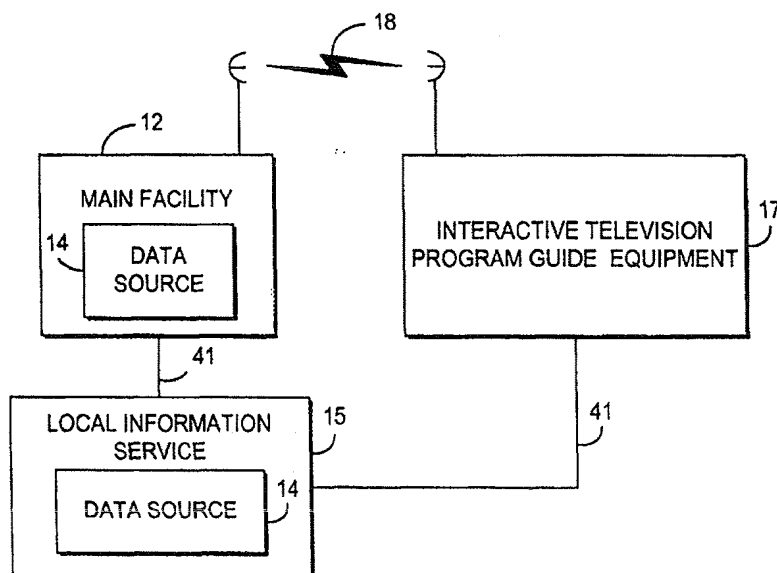 18
12
MAIN FACILITY
14
DATA
SOURCE
INTERACTIVE TELEVISION
PROGRAM GUIDE EQUIPMENT
17
41
LOCAL INFORMATION
SERVICE
15
41
DATA SOURCE
14